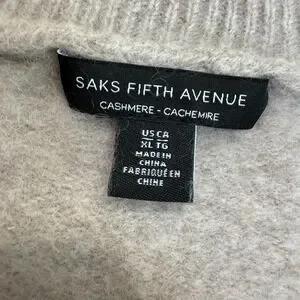 SAKS FIFTH AVENUE
CASHMERE - CACHEMIRE
US CA
XL TG
MADE IN
CHINA
FABRIQUÉ EN
CHINE